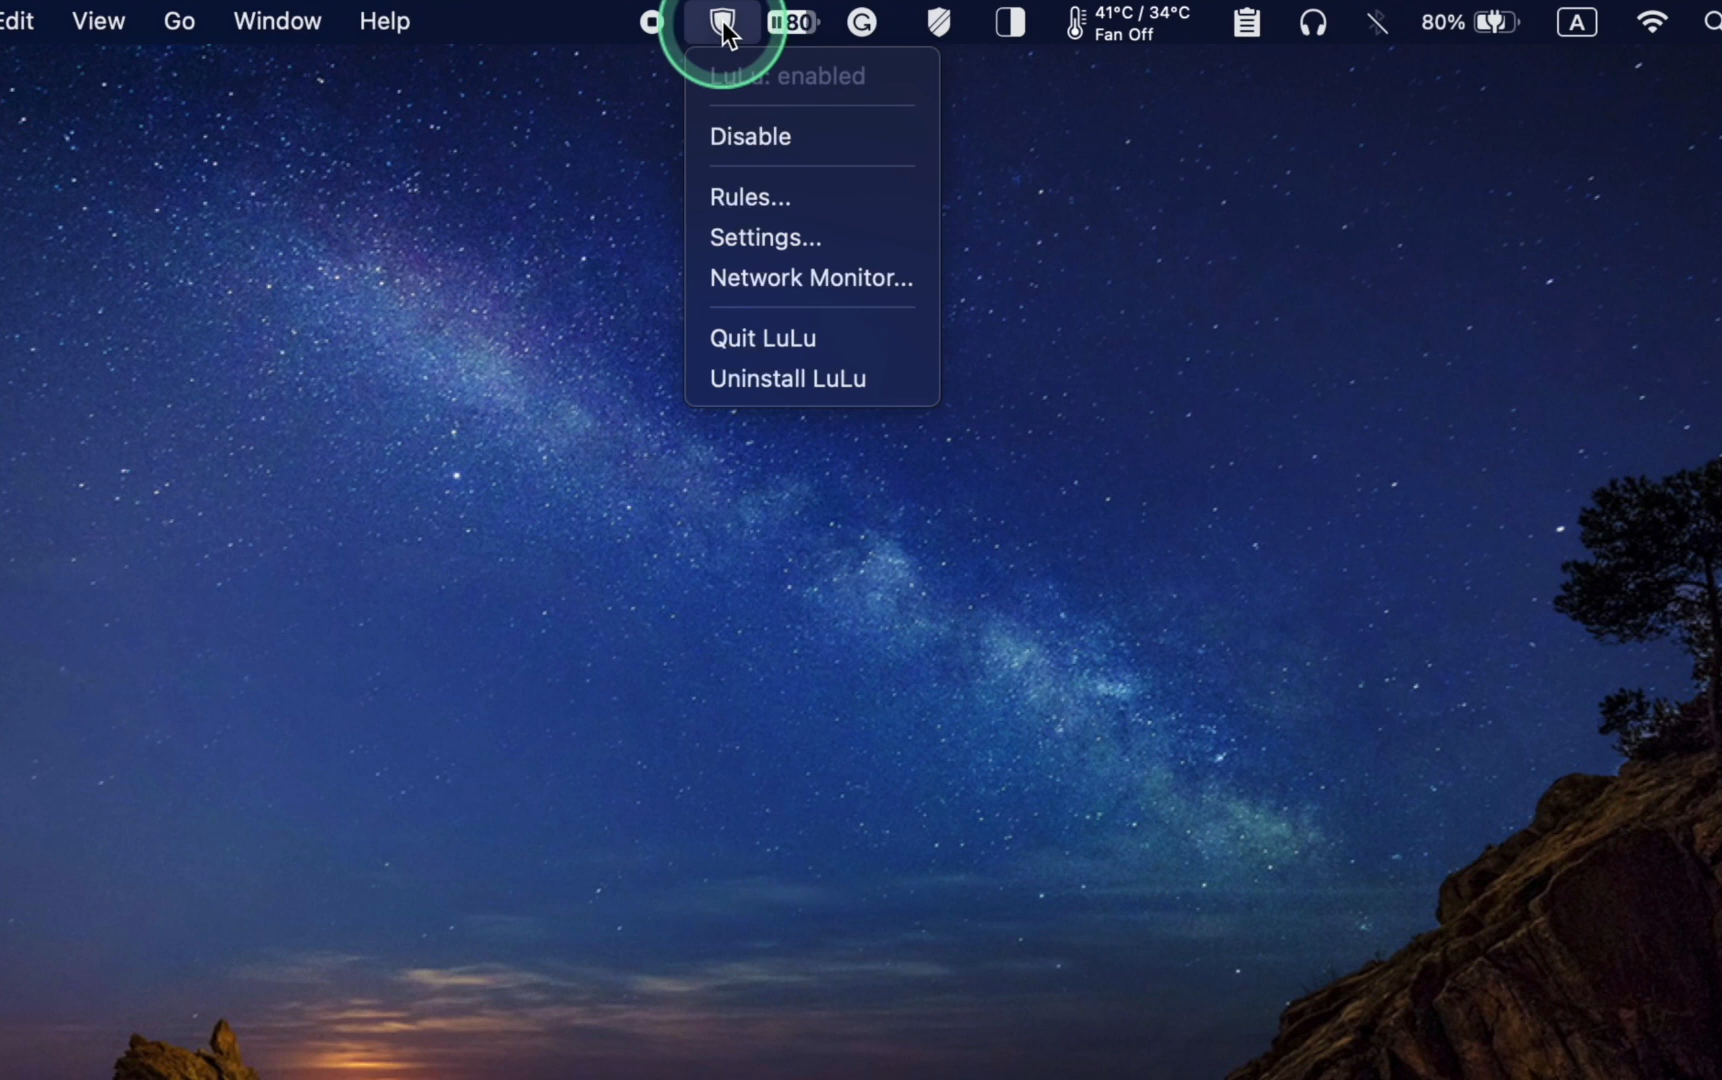 View Go Window Help 80 G 41°C / 34°C 80% A
Fan Off
enabled
Disable
Rules...
Settings...
Network Monitor...
Quit LuLu
Uninstall LuLu